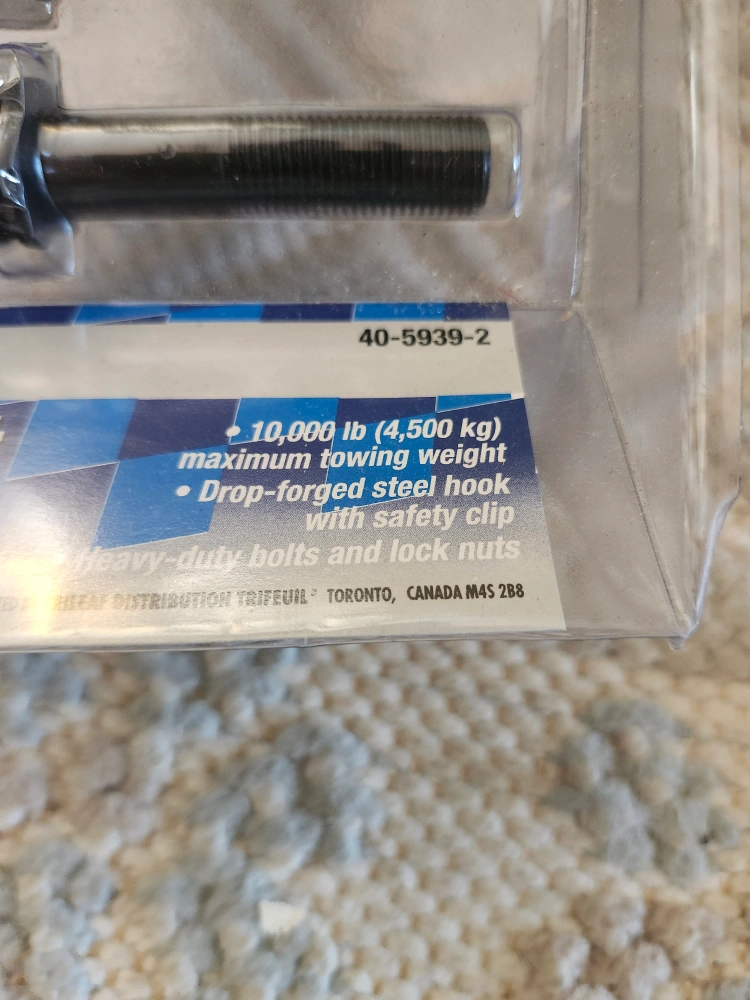 40-5939-2
• 10,000 lb (4,500 kg)
maximum towing weight
• Drop-forged steel hook
with safety clip
Heavy-duty bolts and lock nuts
DISTRIBUTION TRIFEUIL TORONTO, CANADA M4S 2B8